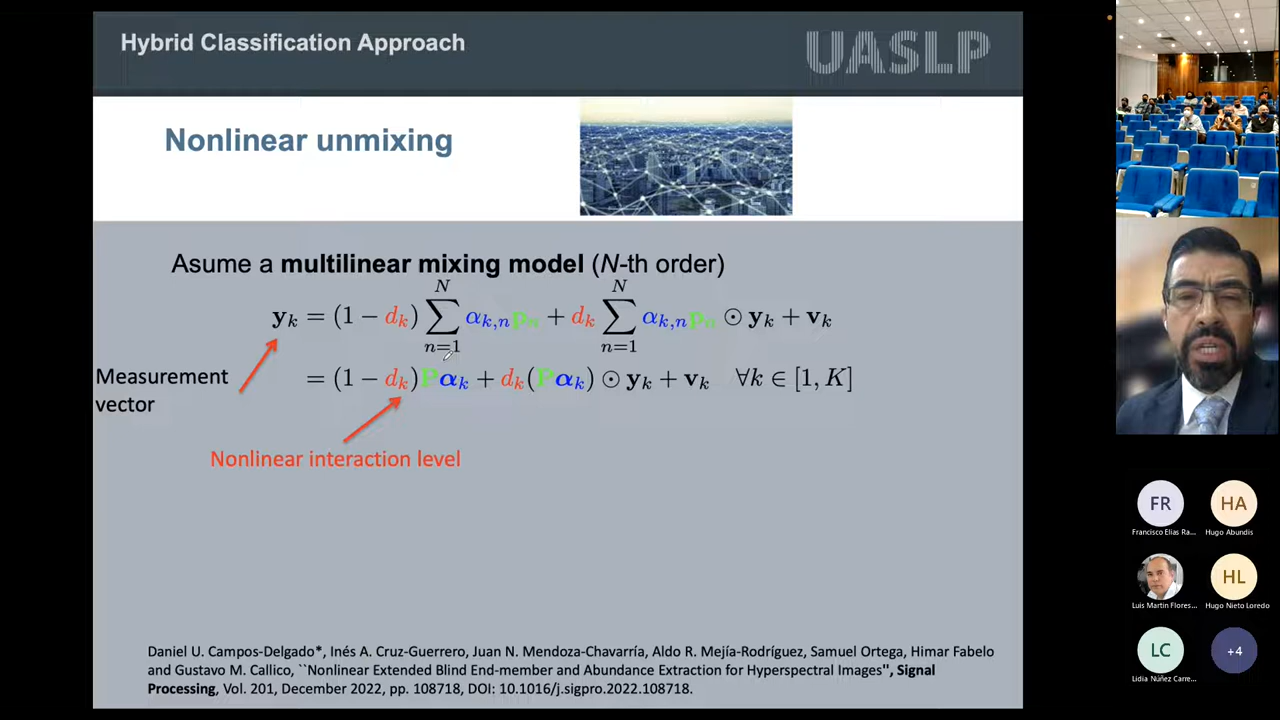 Hybrid Classification Approach
UASLP
Nonlinear unmixing
Asume a multilinear mixing model (N-th order)
y_k = (1 − d_k) ∑_{n=1}^{N} α_{k,n} p_n + d_k ∑_{n=1}^{N} α_{k,n} p_n ⊙ y_k + v_k
= (1 − d_k)Pα_k + d_k(Pα_k) ⊙ y_k + v_k ∀k ∈ [1, K]
Measurement
vector
Nonlinear interaction level
Daniel U. Campos-Delgado*, Inés A. Cruz-Guerrero, Juan N. Mendoza-Chavarría, Aldo R. Mejía-Rodríguez, Samuel Ortega, Himar Fabelo
and Gustavo M. Callico, ``Nonlinear Extended Blind End-member and Abundance Extraction for Hyperspectral Images'', Signal
Processing, Vol. 201, December 2022, pp. 108718, DOI: 10.1016/j.sigpro.2022.108718.
FR
Francisco Elias Ra...
HA
Hugo Abundis
Luis Martin Flores...
HL
Hugo Nieto Loredo
LC
Lidia Núñez Carre...
+4